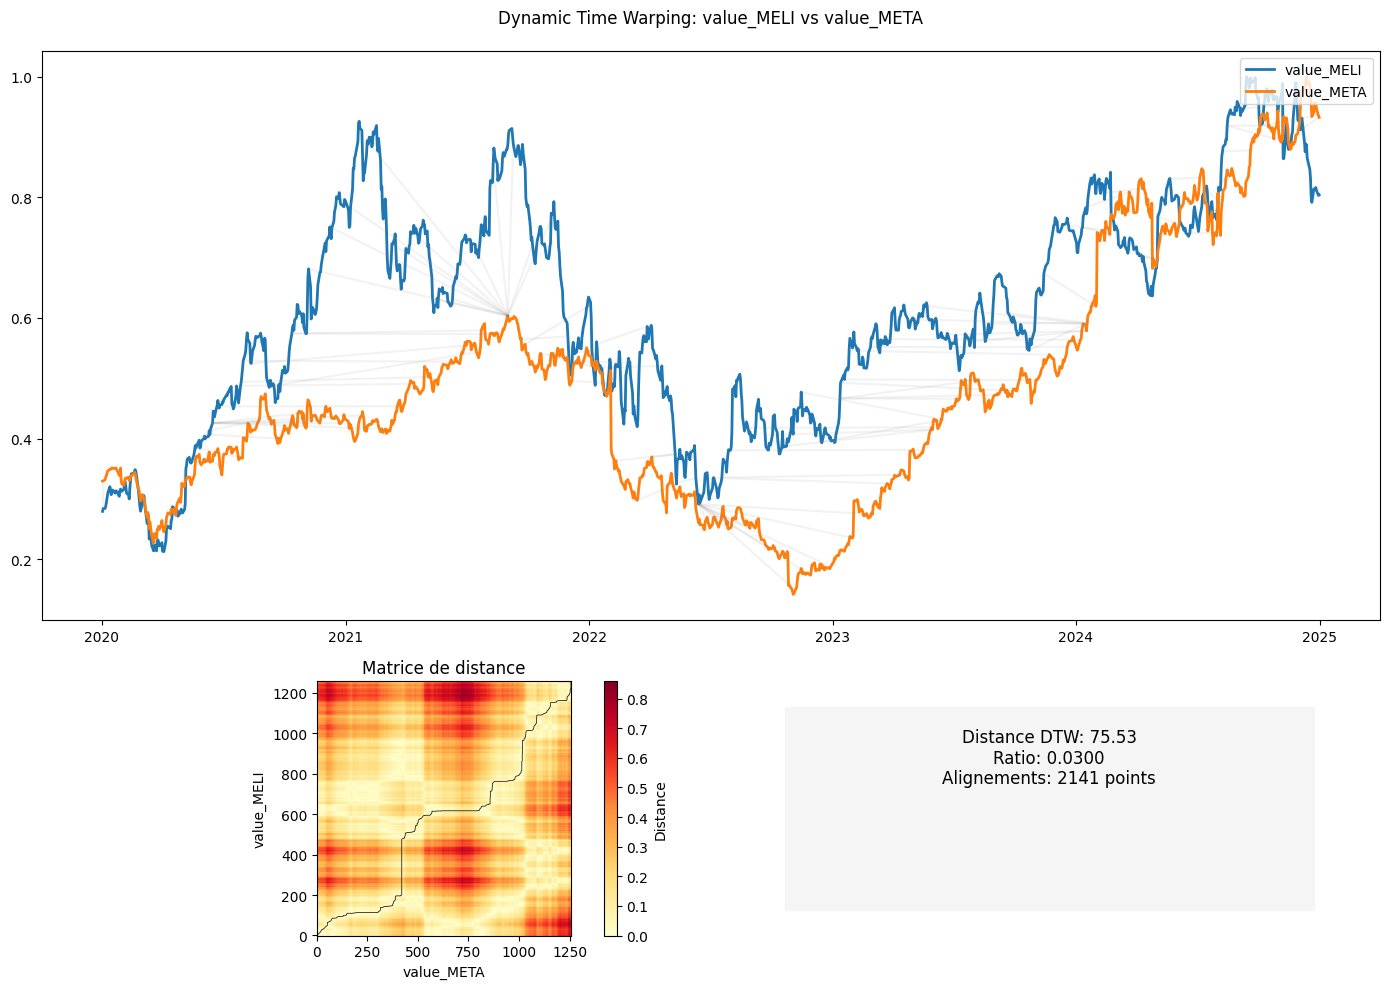 Dynamic Time Warping: value_MELI vs value_META
value_MELI
value_META
1.0
0.8
0.6
0.4
0.2
2020 2021 2022 2023 2024 2025
Matrice de distance
value_MELI
1200
1000
800
600
400
200
0
0 250 500 750 1000 1250
value_META
0.8
0.7
0.6
0.5
0.4
0.3
0.2
0.1
0.0
Distance
Distance DTW: 75.53
Ratio: 0.0300
Alignements: 2141 points